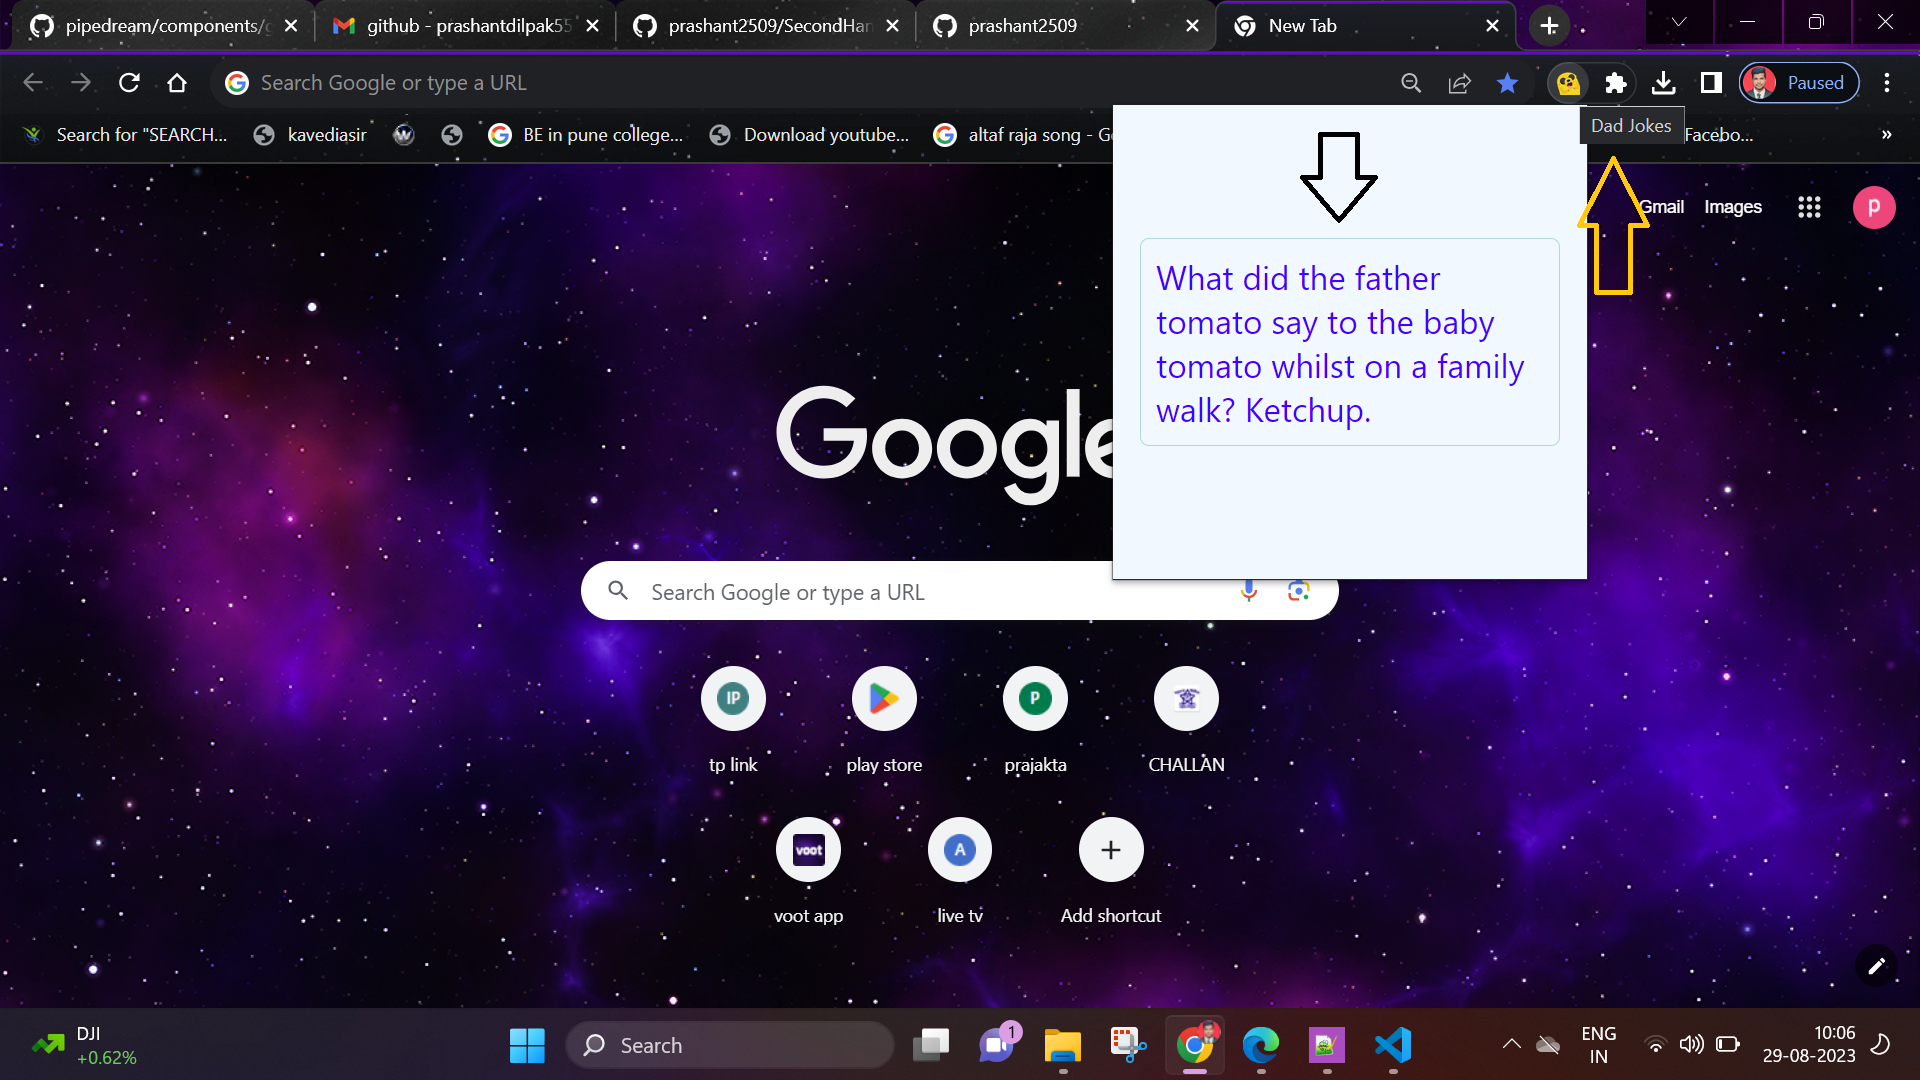 pipedream/components/g
github - prashantdilpak55
prashant2509/SecondHan
prashant2509
New Tab
Search Google or type a URL
Paused
Search for "SEARCH...
kavediasir
W
BE in pune college...
Download youtube...
altaf raja song - Go
Dad Jokes
Facebo...
»
Gmail
Images
p
What did the father
tomato say to the baby
tomato whilst on a family
walk? Ketchup.
Google
Search Google or type a URL
IP
P
tp link
play store
prajakta
CHALLAN
voot
A
voot app
live tv
Add shortcut
DJI
+0.62%
Search
1
ENG
IN
10:06
29-08-2023